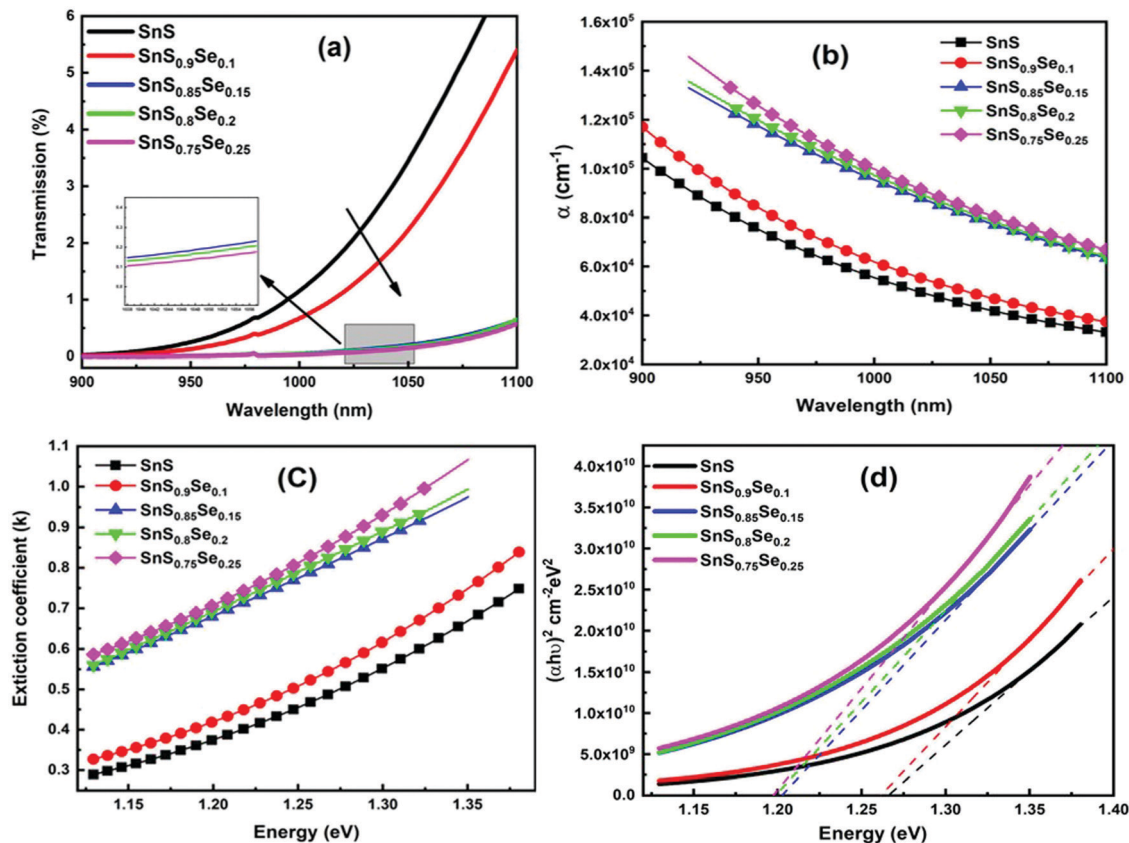 (a)
SnS
SnS0.9Se0.1
SnS0.85Se0.15
SnS0.8Se0.2
SnS0.75Se0.25
6
5
4
3
2
1
0
Transmission (%)
900 950 1000 1050 1100
Wavelength (nm)
(b)
SnS
SnS0.9Se0.1
SnS0.85Se0.15
SnS0.8Se0.2
SnS0.75Se0.25
1.6x10^5
1.4x10^5
1.2x10^5
1.0x10^5
8.0x10^4
6.0x10^4
4.0x10^4
2.0x10^4
α (cm-1)
900 950 1000 1050 1100
Wavelength (nm)
(C)
SnS
SnS0.9Se0.1
SnS0.85Se0.15
SnS0.8Se0.2
SnS0.75Se0.25
1.1
1.0
0.9
0.8
0.7
0.6
0.5
0.4
0.3
Extiction coefficient (k)
1.15 1.20 1.25 1.30 1.35
Energy (eV)
(d)
SnS
SnS0.9Se0.1
SnS0.85Se0.15
SnS0.8Se0.2
SnS0.75Se0.25
4.0x10^10
3.5x10^10
3.0x10^10
2.5x10^10
2.0x10^10
1.5x10^10
1.0x10^10
5.0x10^9
0.0
(αhυ)2 cm-2eV2
1.15 1.20 1.25 1.30 1.35 1.40
Energy (eV)